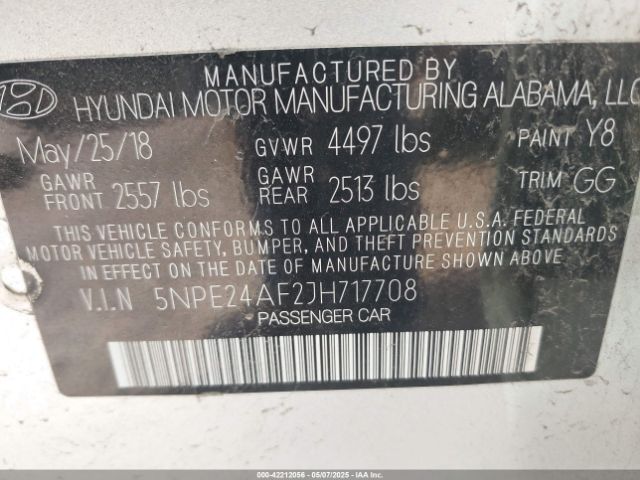 MANUFACTURED BY
HYUNDAI MOTOR MANUFACTURING ALABAMA, LLC
May/25/18 GVWR 4497 lbs PAINT Y8
GAWR FRONT 2557 lbs GAWR REAR 2513 lbs TRIM GG
THIS VEHICLE CONFORMS TO ALL APPLICABLE U.S.A. FEDERAL
MOTOR VEHICLE SAFETY, BUMPER, AND THEFT PREVENTION STANDARDS
IN EFFECT ON THE DATE OF MANUFACTURE SHOWN ABOVE
V.I.N 5NPE24AF2JH717708
PASSENGER CAR
000-42212056 - 05/07/2025 - IAAI.COM COPART